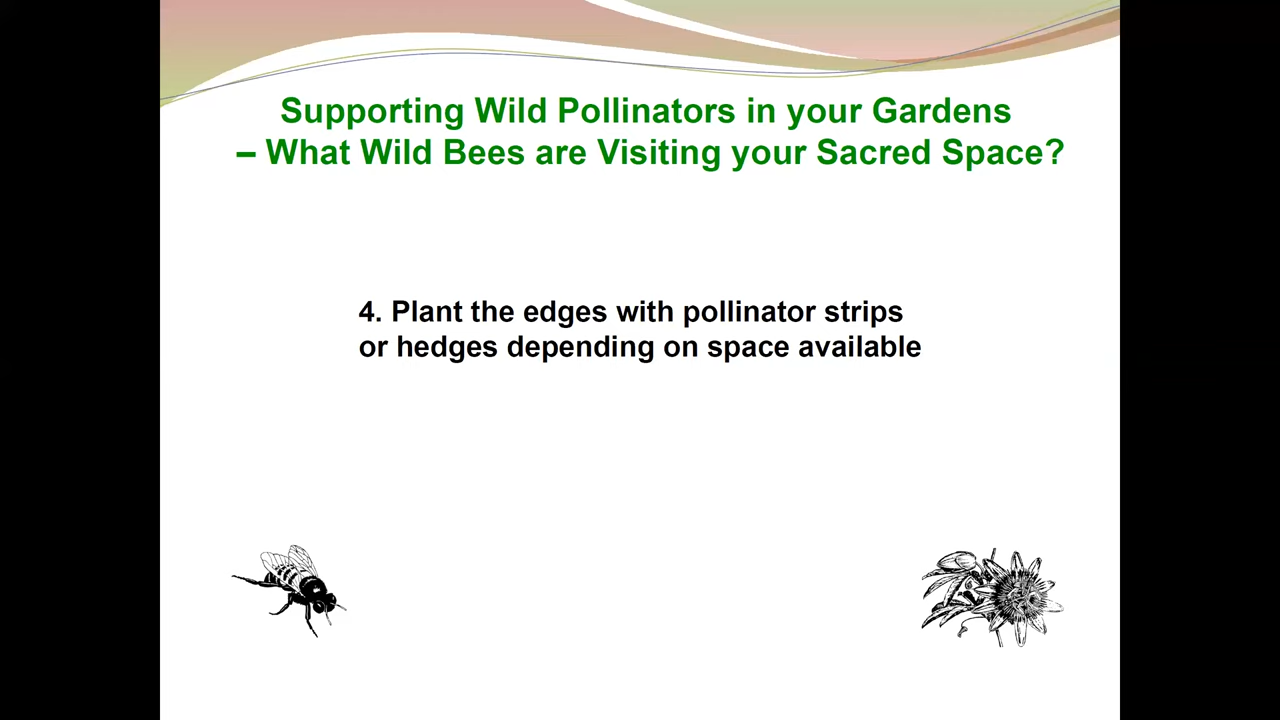 Supporting Wild Pollinators in your Gardens
– What Wild Bees are Visiting your Sacred Space?
4. Plant the edges with pollinator strips
or hedges depending on space available